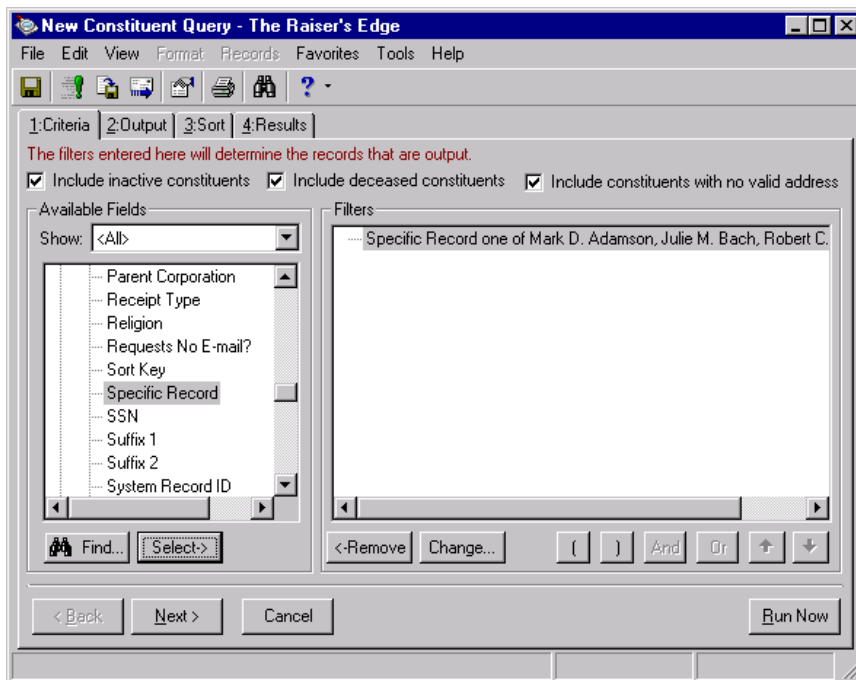 New Constituent Query - The Raiser's Edge
File Edit View Format Records Favorites Tools Help
?
1:Criteria 2:Output 3:Sort 4:Results
The filters entered here will determine the records that are output.
Include inactive constituents Include deceased constituents Include constituents with no valid address
Available Fields
Show: <All>
Parent Corporation
Receipt Type
Religion
Requests No E-mail?
Sort Key
Specific Record
SSN
Suffix 1
Suffix 2
System Record ID
Find... Select->
Filters
Specific Record one of Mark D. Adamson, Julie M. Bach, Robert C.
<-Remove Change... ( ) And Or
< Back Next > Cancel Run Now